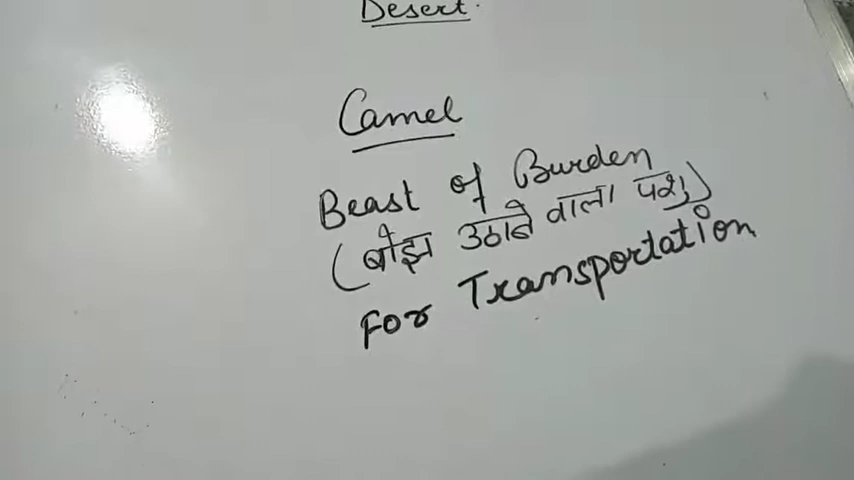 Desert.
Camel
Beast of Burden
(बोझ उठाने वाला पशु)
For Transportation